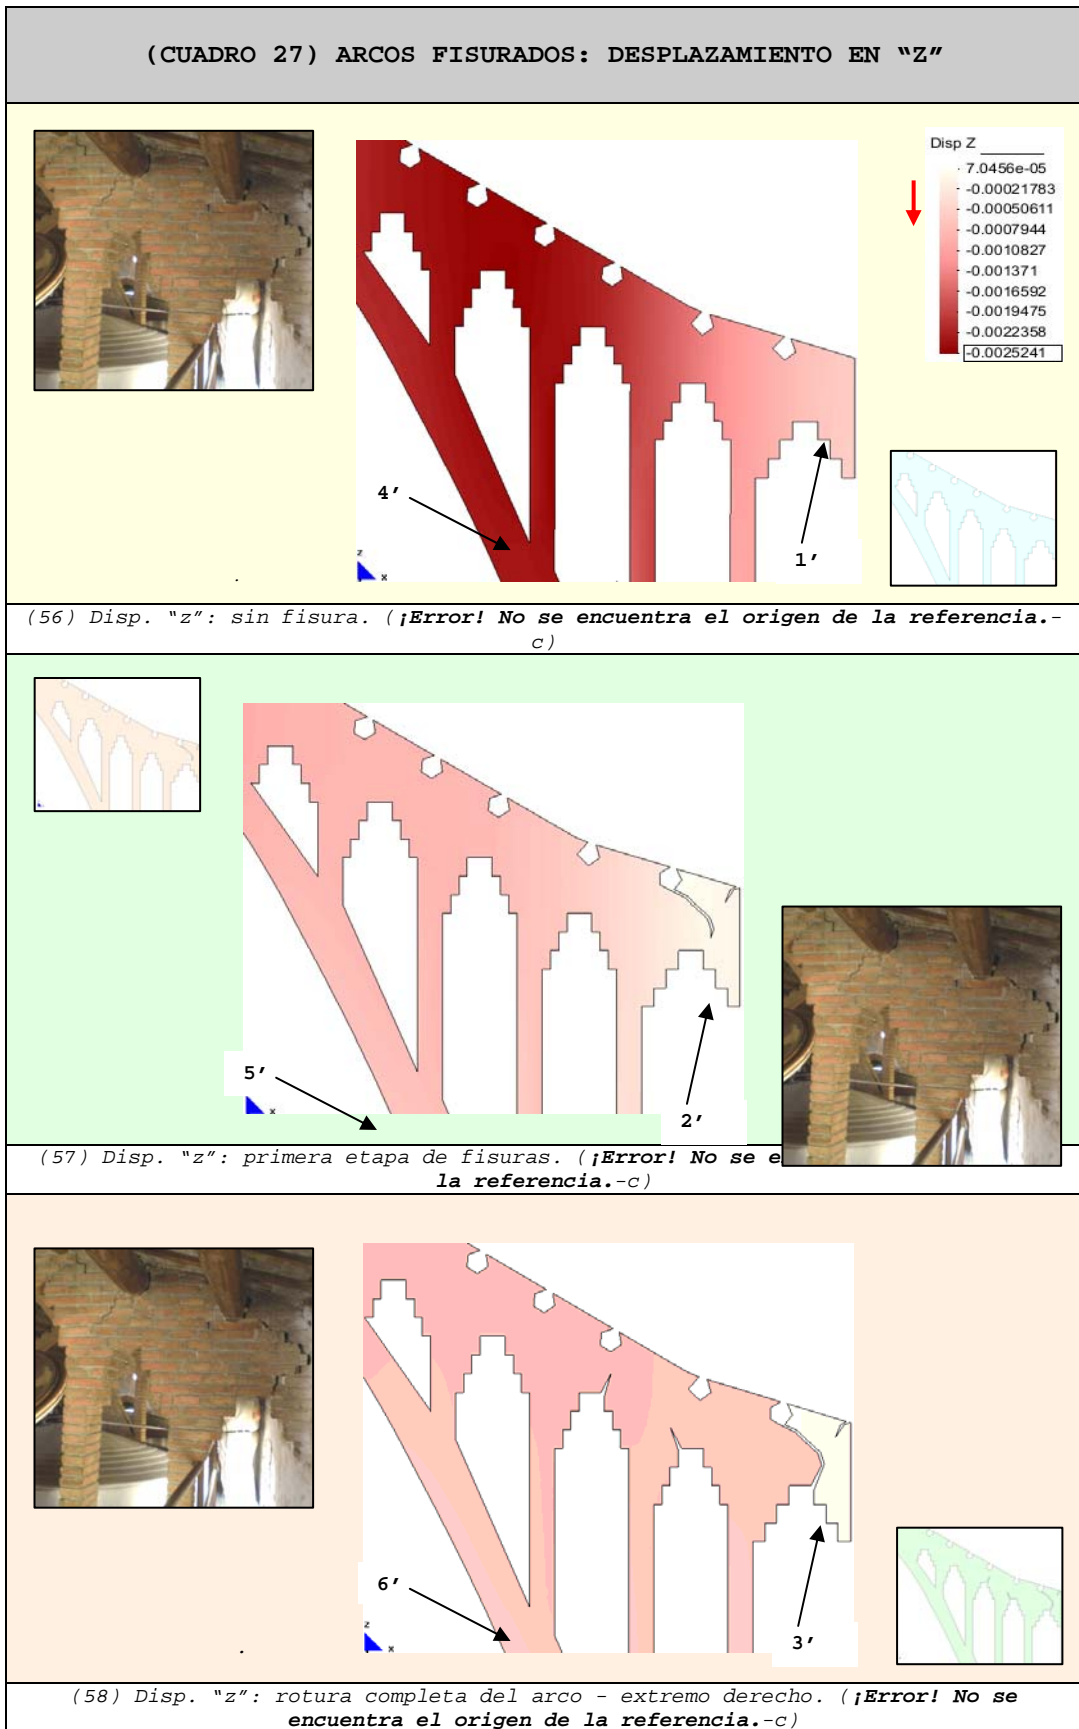 (CUADRO 27) ARCOS FISURADOS: DESPLAZAMIENTO EN “Z”
Disp Z
7.0456e-05
-0.00021783
-0.00050611
-0.0007944
-0.0010827
-0.001371
-0.0016592
-0.0019475
-0.0022358
-0.0025241
4’
1’
z
x
.
(56) Disp. “z”: sin fisura. (¡Error! No se encuentra el origen de la referencia.-
c)
5’
x
2’
(57) Disp. “z”: primera etapa de fisuras. (¡Error! No se e
la referencia.-c)
6’
3’
z
x
.
(58) Disp. “z”: rotura completa del arco - extremo derecho. (¡Error! No se
encuentra el origen de la referencia.-c)